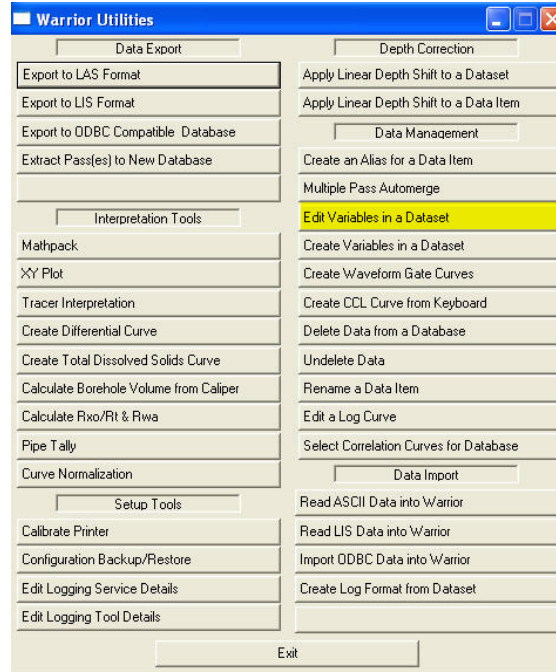 Warrior Utilities
Data Export
Export to LAS Format
Export to LIS Format
Export to ODBC Compatible Database
Extract Pass(es) to New Database
Interpretation Tools
Mathpack
XY Plot
Tracer Interpretation
Create Differential Curve
Create Total Dissolved Solids Curve
Calculate Borehole Volume from Caliper
Calculate Rxo/Rt & Rwa
Pipe Tally
Curve Normalization
Setup Tools
Calibrate Printer
Configuration Backup/Restore
Edit Logging Service Details
Edit Logging Tool Details
Depth Correction
Apply Linear Depth Shift to a Dataset
Apply Linear Depth Shift to a Data Item
Data Management
Create an Alias for a Data Item
Multiple Pass Automerge
Edit Variables in a Dataset
Create Variables in a Dataset
Create Waveform Gate Curves
Create CCL Curve from Keyboard
Delete Data from a Database
Undelete Data
Rename a Data Item
Edit a Log Curve
Select Correlation Curves for Database
Data Import
Read ASCII Data into Warrior
Read LIS Data into Warrior
Import ODBC Data into Warrior
Create Log Format from Dataset
Exit